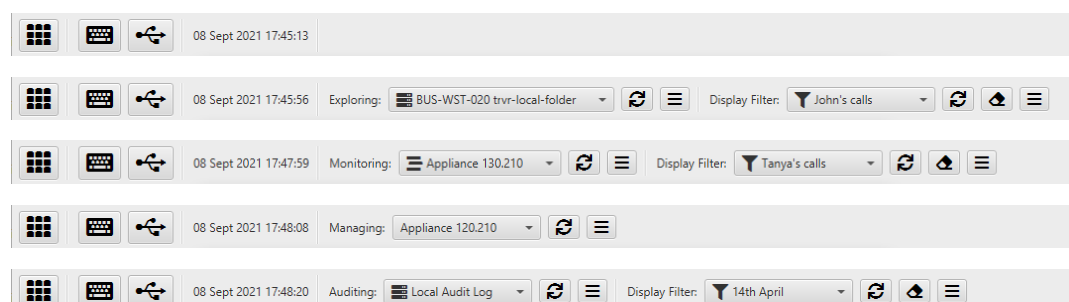 08 Sept 2021 17:45:13
08 Sept 2021 17:45:56 Exploring: BUS-WST-020 trvr-local-folder Display Filter: John's calls
08 Sept 2021 17:47:59 Monitoring: Appliance 130.210 Display Filter: Tanya's calls
08 Sept 2021 17:48:08 Managing: Appliance 120.210
08 Sept 2021 17:48:20 Auditing: Local Audit Log Display Filter: 14th April